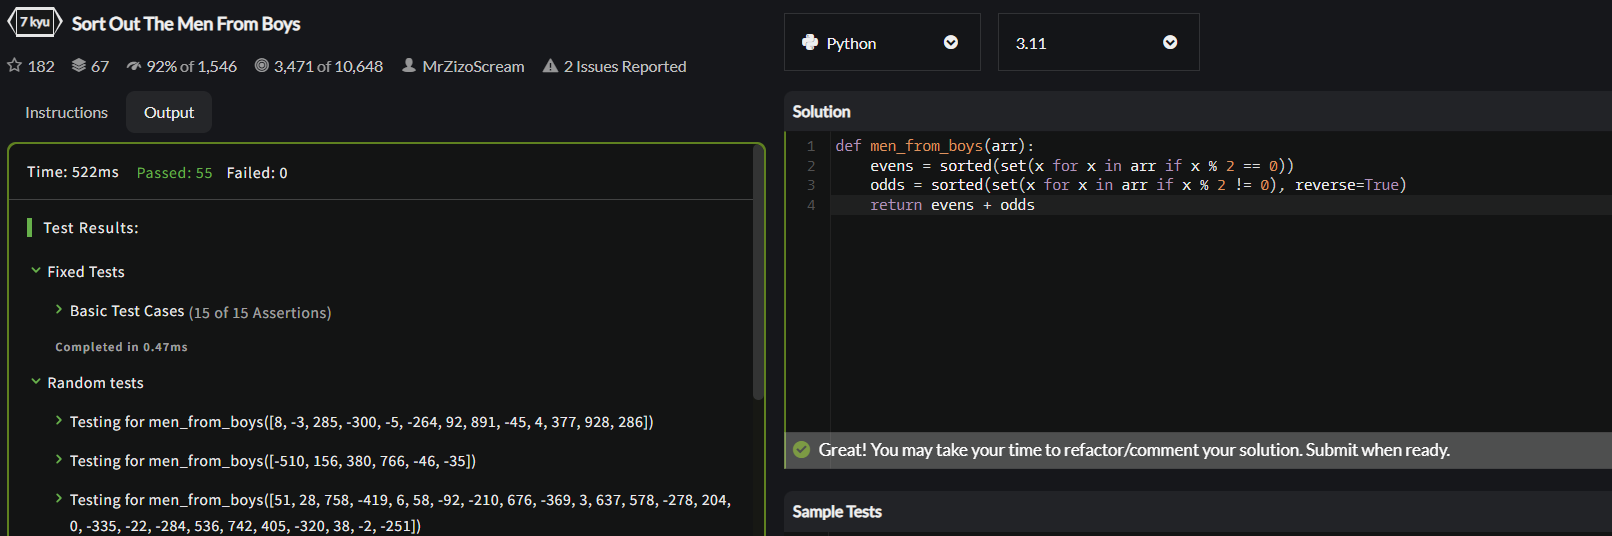 7 kyu Sort Out The Men From Boys
182 67 92% of 1,546 3,471 of 10,648 MrZizoScream 2 Issues Reported
Instructions Output
Time: 522ms Passed: 55 Failed: 0
Test Results:
Fixed Tests
Basic Test Cases (15 of 15 Assertions)
Completed in 0.47ms
Random tests
Testing for men_from_boys([8, -3, 285, -300, -5, -264, 92, 891, -45, 4, 377, 928, 286])
Testing for men_from_boys([-510, 156, 380, 766, -46, -35])
Testing for men_from_boys([51, 28, 758, -419, 6, 58, -92, -210, 676, -369, 3, 637, 578, -278, 204,
0, -335, -22, -284, 536, 742, 405, -320, 38, -2, -251])
Python 3.11
Solution
1 def men_from_boys(arr):
2     evens = sorted(set(x for x in arr if x % 2 == 0))
3     odds = sorted(set(x for x in arr if x % 2 != 0), reverse=True)
4     return evens + odds
Great! You may take your time to refactor/comment your solution. Submit when ready.
Sample Tests